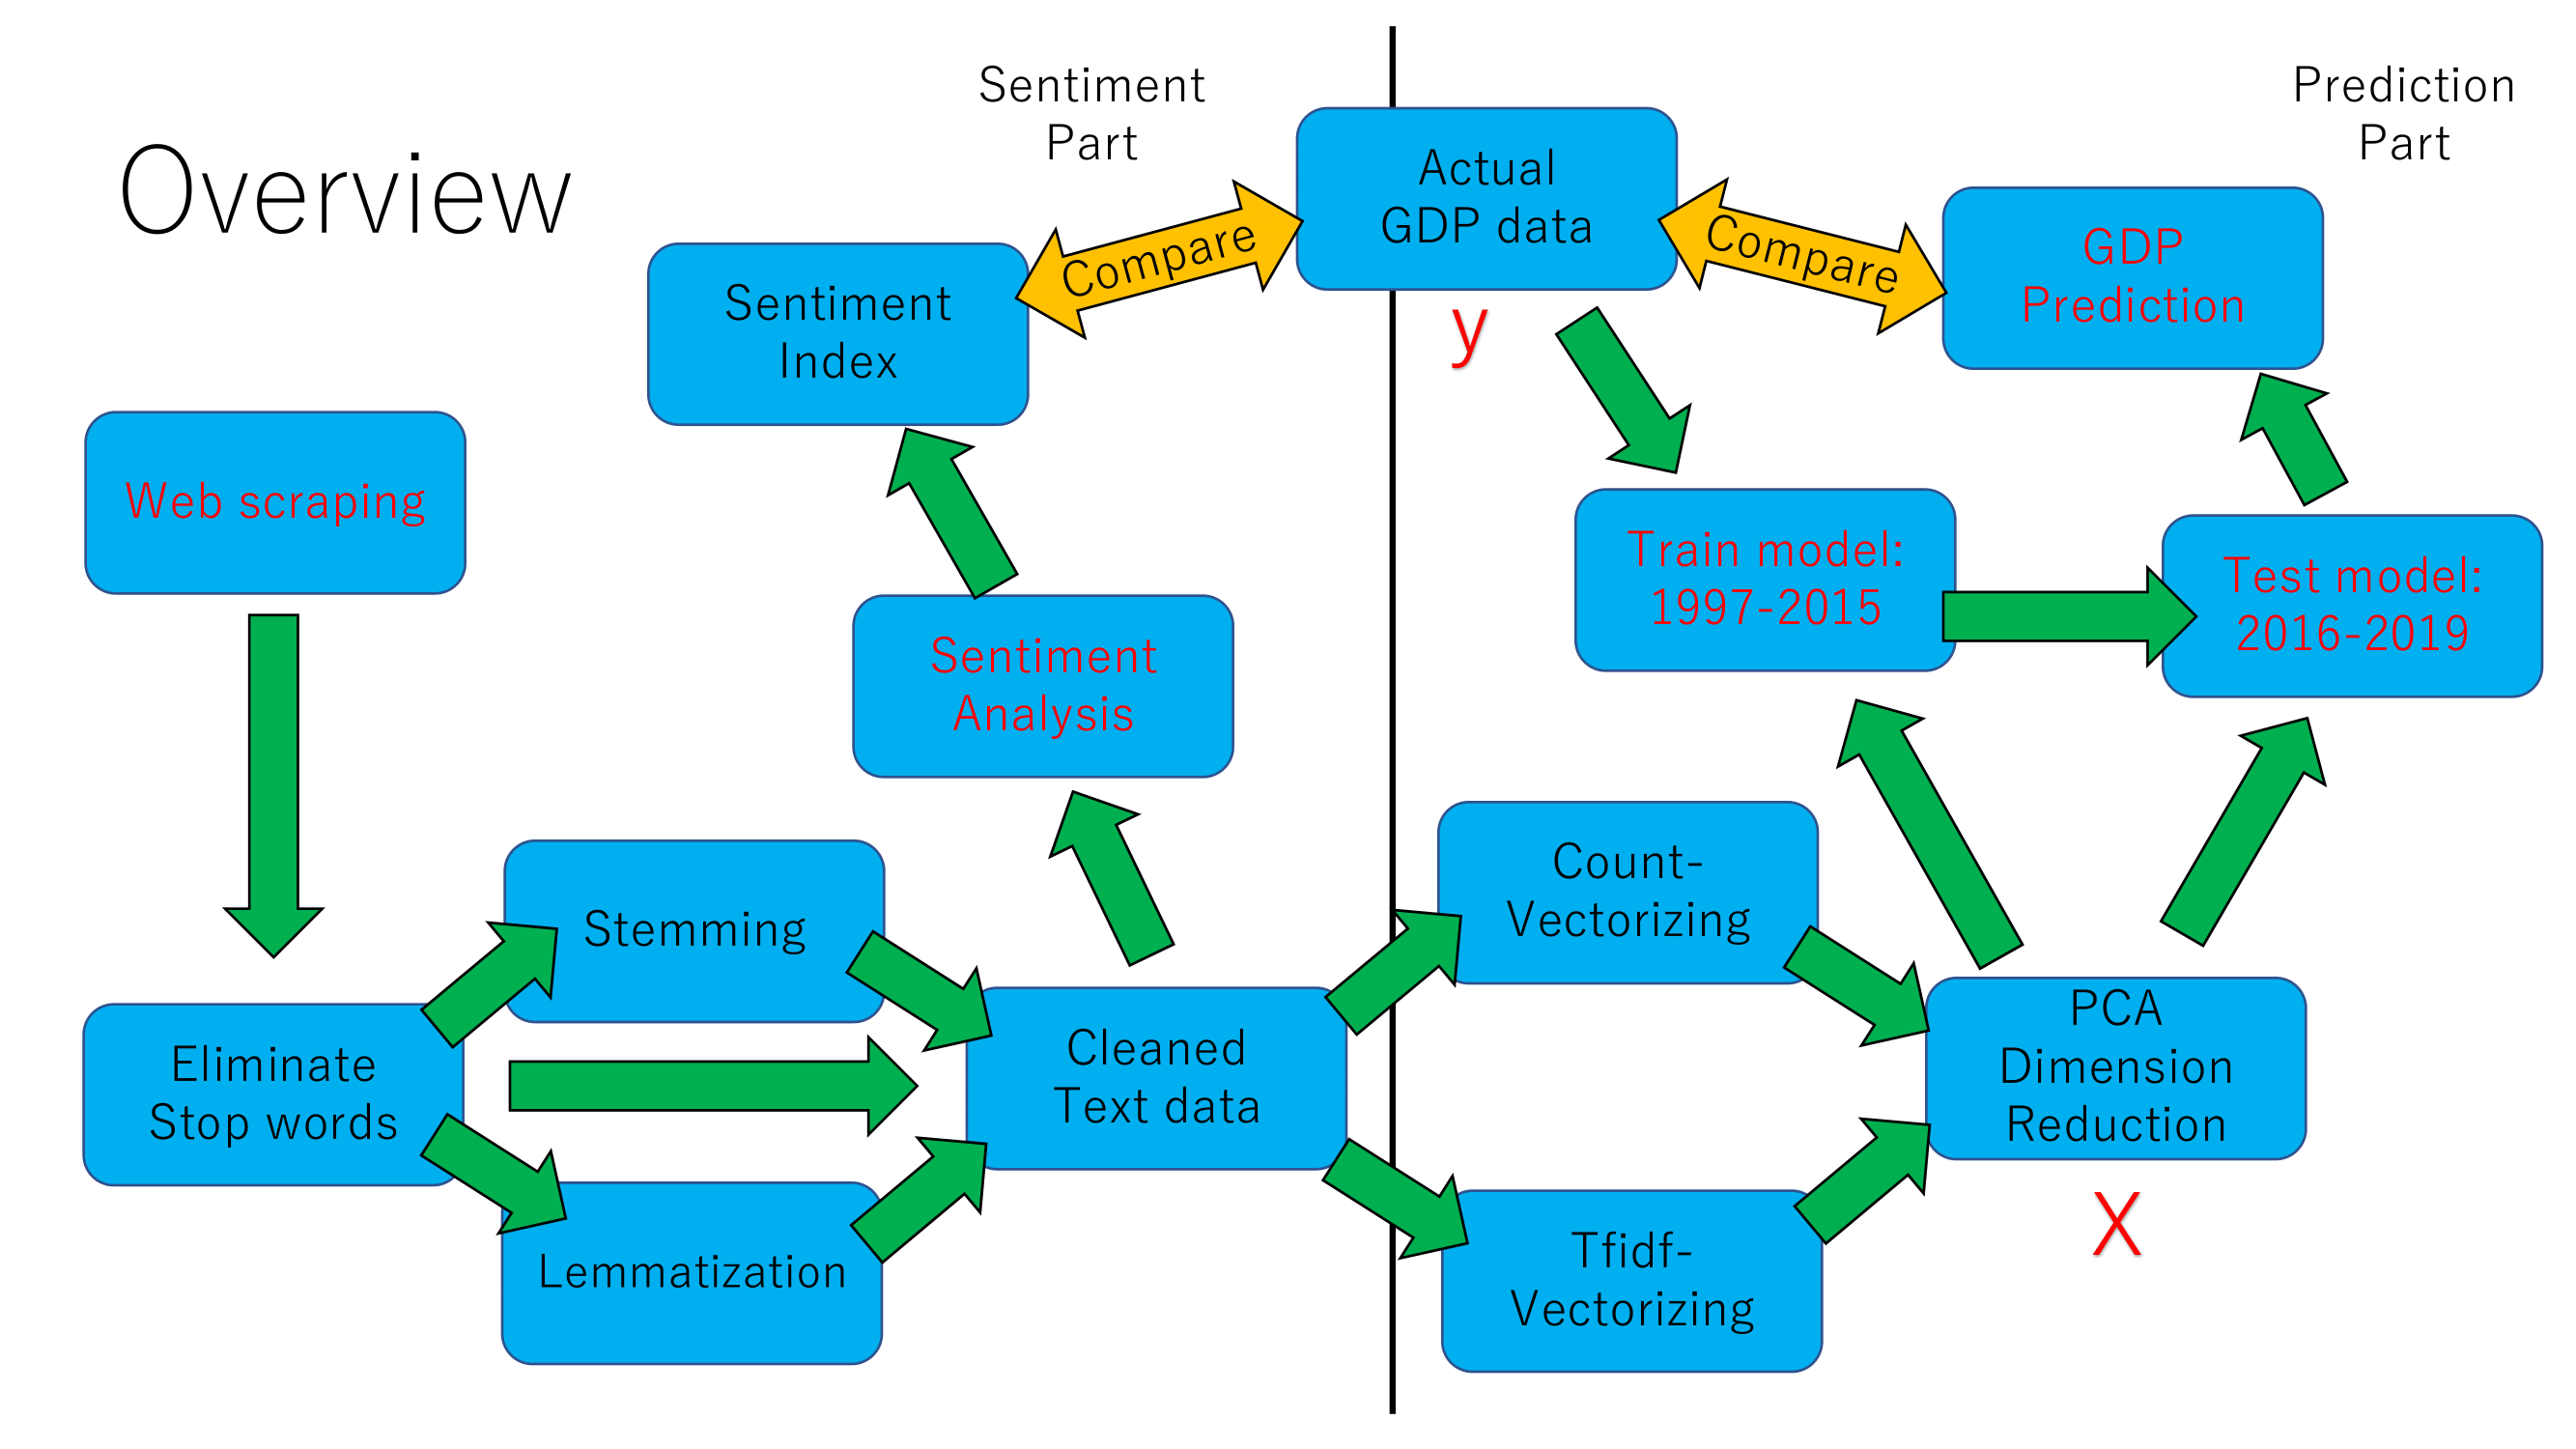 Overview
Sentiment
Part
Prediction
Part
Actual
GDP data
y
Compare
Compare
Sentiment
Index
GDP
Prediction
Web scraping
Train model:
1997-2015
Test model:
2016-2019
Sentiment
Analysis
Stemming
Count-
Vectorizing
Eliminate
Stop words
Cleaned
Text data
PCA
Dimension
Reduction
X
Lemmatization
Tfidf-
Vectorizing